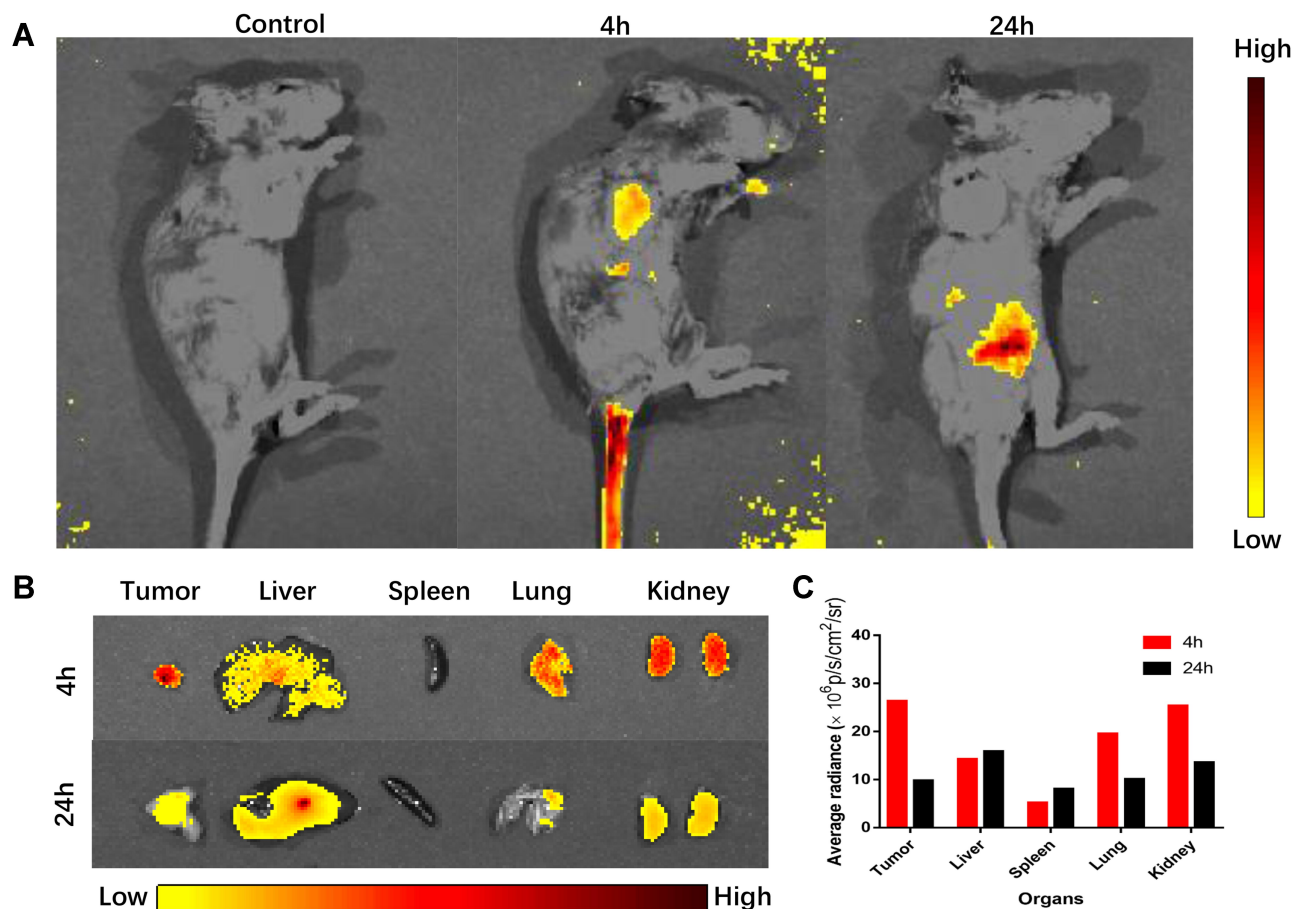 A
Control
4h
24h
High
Low
B
Tumor
Liver
Spleen
Lung
Kidney
4h
24h
Low
High
C
Average radiance (× 10⁶p/s/cm²/sr)
40
30
20
10
0
4h
24h
Tumor
Liver
Spleen
Lung
Kidney
Organs